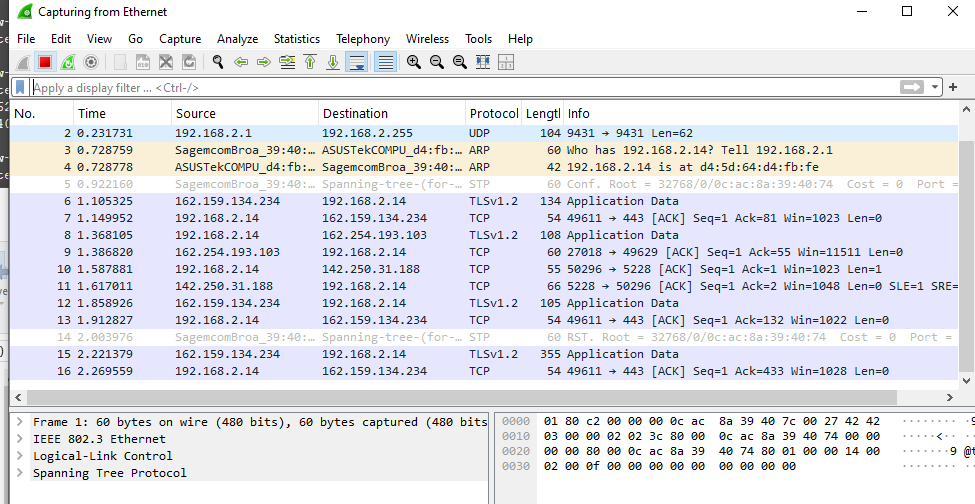 Capturing from Ethernet
File Edit View Go Capture Analyze Statistics Telephony Wireless Tools Help
Apply a display filter ... <Ctrl-/>
No. Time Source Destination Protocol Lengtl Info
2 0.231731 192.168.2.1 192.168.2.255 UDP 104 9431 → 9431 Len=62
3 0.728759 SagemcomBroa_39:40:… ASUSTekCOMPU_d4:fb:… ARP 60 Who has 192.168.2.14? Tell 192.168.2.1
4 0.728778 ASUSTekCOMPU_d4:fb:… SagemcomBroa_39:40:… ARP 42 192.168.2.14 is at d4:5d:64:d4:fb:fe
5 0.922160 SagemcomBroa_39:40:… Spanning-tree-(for-… STP 60 Conf. Root = 32768/0/0c:ac:8a:39:40:74 Cost = 0 Port =
6 1.105325 162.159.134.234 192.168.2.14 TLSv1.2 134 Application Data
7 1.149952 192.168.2.14 162.159.134.234 TCP 54 49611 → 443 [ACK] Seq=1 Ack=81 Win=1023 Len=0
8 1.368105 192.168.2.14 162.254.193.103 TLSv1.2 108 Application Data
9 1.386820 162.254.193.103 192.168.2.14 TCP 60 27018 → 49629 [ACK] Seq=1 Ack=55 Win=11511 Len=0
10 1.587881 192.168.2.14 142.250.31.188 TCP 55 50296 → 5228 [ACK] Seq=1 Ack=1 Win=1023 Len=1
11 1.617011 142.250.31.188 192.168.2.14 TCP 66 5228 → 50296 [ACK] Seq=1 Ack=2 Win=1048 Len=0 SLE=1 SRE=
12 1.858926 162.159.134.234 192.168.2.14 TLSv1.2 105 Application Data
13 1.912827 192.168.2.14 162.159.134.234 TCP 54 49611 → 443 [ACK] Seq=1 Ack=132 Win=1022 Len=0
14 2.003976 SagemcomBroa_39:40:… Spanning-tree-(for-… STP 60 RST. Root = 32768/0/0c:ac:8a:39:40:74 Cost = 0 Port =
15 2.221379 162.159.134.234 192.168.2.14 TLSv1.2 355 Application Data
16 2.269559 192.168.2.14 162.159.134.234 TCP 54 49611 → 443 [ACK] Seq=1 Ack=433 Win=1028 Len=0
Frame 1: 60 bytes on wire (480 bits), 60 bytes captured (480 bits
IEEE 802.3 Ethernet
Logical-Link Control
Spanning Tree Protocol
0000 01 80 c2 00 00 00 0c ac 8a 39 40 7c 00 27 42 42 ········ ·9
0010 03 00 00 02 02 3c 80 00 0c ac 8a 39 40 74 00 00 ·····<··
0020 00 00 80 00 0c ac 8a 39 40 74 80 01 00 00 14 00 ·······9 @t
0030 02 00 0f 00 00 00 00 00 00 00 00 00 ········